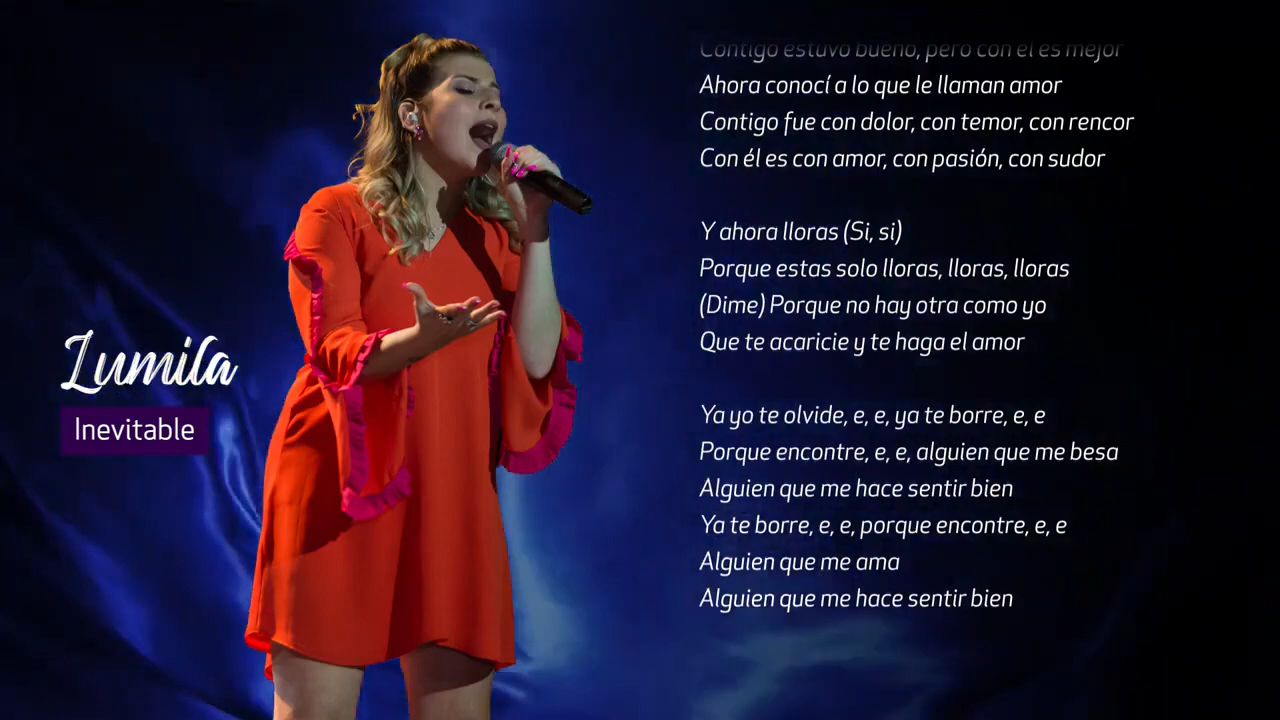 Lumila
Inevitable
Contigo estuvo bueno, pero con él es mejor
Ahora conocí a lo que le llaman amor
Contigo fue con dolor, con temor, con rencor
Con él es con amor, con pasión, con sudor
Y ahora lloras (Si, si)
Porque estas solo lloras, lloras, lloras
(Dime) Porque no hay otra como yo
Que te acaricie y te haga el amor
Ya yo te olvide, e, e, ya te borre, e, e
Porque encontre, e, e, alguien que me besa
Alguien que me hace sentir bien
Ya te borre, e, e, porque encontre, e, e
Alguien que me ama
Alguien que me hace sentir bien